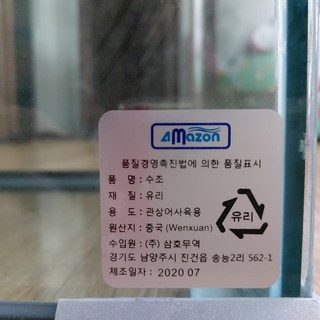 Amazon
품질경영촉진법에 의한 품질표시
품 명 : 수조
재 질 : 유리
용 도 : 관상어사육용
원산지 : 중국 (Wenxuan)
수입원 : (주) 삼호무역
경기도 남양주시 진건읍 송능2리 562-1
제조일자 : 2020 07
유리